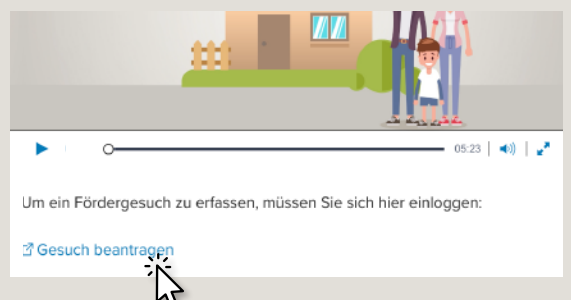 05:23
Um ein Fördergesuch zu erfassen, müssen Sie sich hier einloggen:
Gesuch beantragen